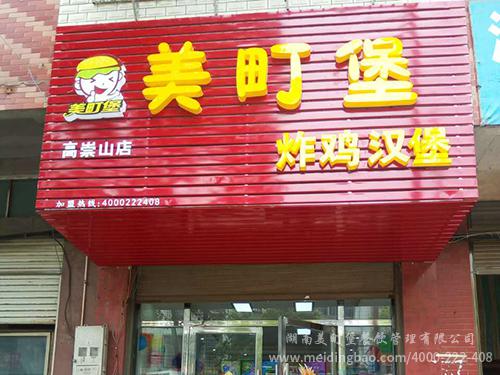 美町堡
美町堡
高崇山店
炸鸡汉堡
加盟热线:4000222408
湖南美町堡餐饮管理有限公司
www.meidingbao.com/4000-222-408